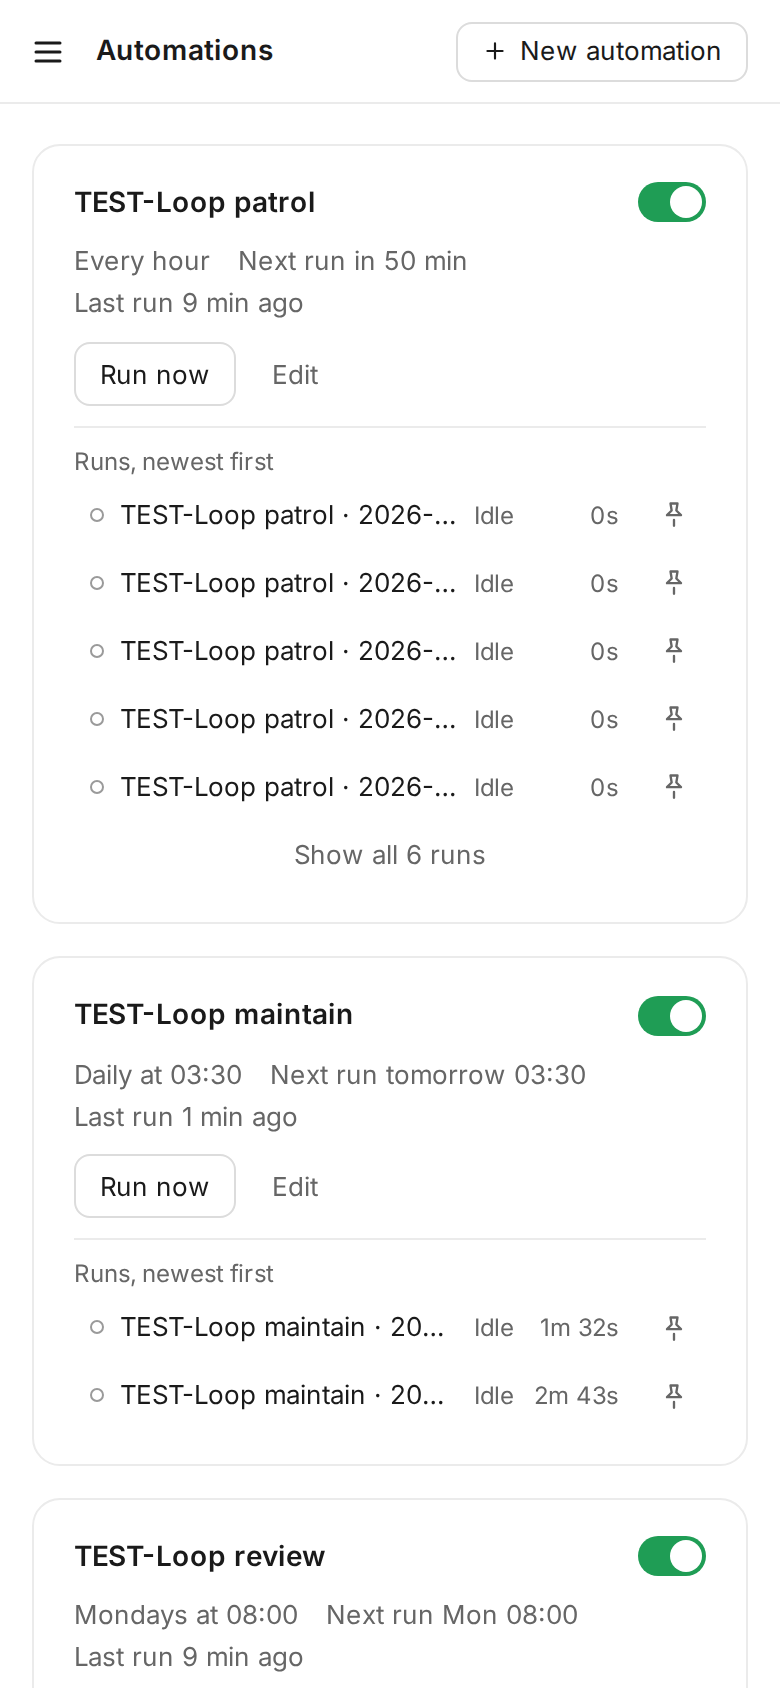 Automations
+ New automation
TEST-Loop patrol
Every hour Next run in 50 min
Last run 9 min ago
Run now Edit
Runs, newest first
TEST-Loop patrol · 2026-... Idle 0s
TEST-Loop patrol · 2026-... Idle 0s
TEST-Loop patrol · 2026-... Idle 0s
TEST-Loop patrol · 2026-... Idle 0s
TEST-Loop patrol · 2026-... Idle 0s
Show all 6 runs
TEST-Loop maintain
Daily at 03:30 Next run tomorrow 03:30
Last run 1 min ago
Run now Edit
Runs, newest first
TEST-Loop maintain · 20... Idle 1m 32s
TEST-Loop maintain · 20... Idle 2m 43s
TEST-Loop review
Mondays at 08:00 Next run Mon 08:00
Last run 9 min ago